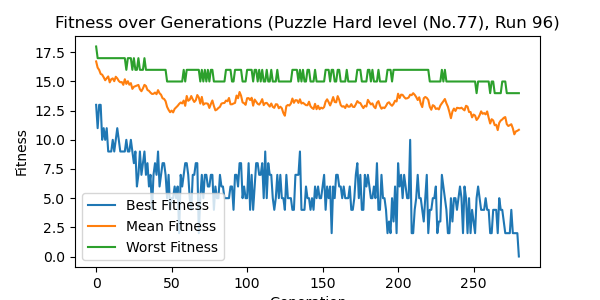 Fitness over Generations (Puzzle Hard level (No.77), Run 96)
Fitness
17.5
15.0
12.5
10.0
7.5
5.0
2.5
0.0
Best Fitness
Mean Fitness
Worst Fitness
0
50
100
150
200
250
Generation